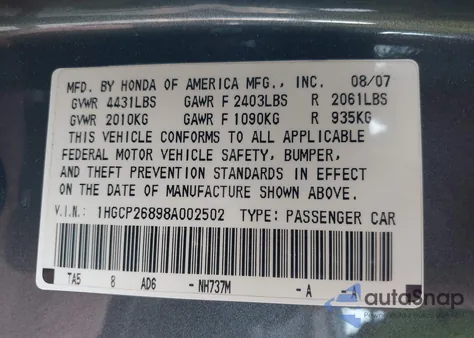 MFD. BY HONDA OF AMERICA MFG., INC. 08/07
GVWR 4431LBS GAWR F 2403LBS R 2061LBS
GVWR 2010KG GAWR F 1090KG R 935KG
THIS VEHICLE CONFORMS TO ALL APPLICABLE
FEDERAL MOTOR VEHICLE SAFETY, BUMPER,
AND THEFT PREVENTION STANDARDS IN EFFECT
ON THE DATE OF MANUFACTURE SHOWN ABOVE.
V.I.N.: 1HGCP26898A002502 TYPE: PASSENGER CAR
TA5 8 AD6 - NH737M - A - A -
autoSnap